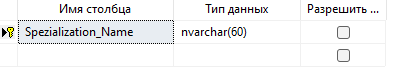 Имя столбца Тип данных Разрешить ...
Spezialization_Name nvarchar(60)